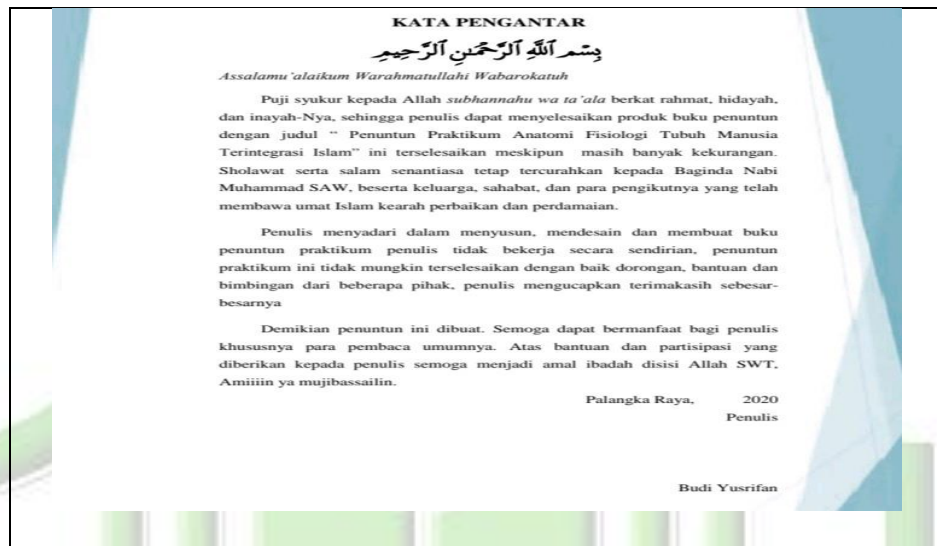 KATA PENGANTAR
بِسْمِ ٱللَّهِ ٱلرَّحْمَٰنِ ٱلرَّحِيمِ
Assalamu’alaikum Warahmatullahi Wabarokatuh
Puji syukur kepada Allah subhannahu wa ta’ala berkat rahmat, hidayah,
dan inayah-Nya, sehingga penulis dapat menyelesaikan produk buku penuntun
dengan judul “ Penuntun Praktikum Anatomi Fisiologi Tubuh Manusia
Terintegrasi Islam” ini terselesaikan meskipun masih banyak kekurangan.
Sholawat serta salam senantiasa tetap tercurahkan kepada Baginda Nabi
Muhammad SAW, beserta keluarga, sahabat, dan para pengikutnya yang telah
membawa umat Islam kearah perbaikan dan perdamaian.
Penulis menyadari dalam menyusun, mendesain dan membuat buku
penuntun praktikum penulis tidak bekerja secara sendirian, penuntun
praktikum ini tidak mungkin terselesaikan dengan baik dorongan, bantuan dan
bimbingan dari beberapa pihak, penulis mengucapkan terimakasih sebesar-
besarnya
Demikian penuntun ini dibuat. Semoga dapat bermanfaat bagi penulis
khususnya para pembaca umumnya. Atas bantuan dan partisipasi yang
diberikan kepada penulis semoga menjadi amal ibadah disisi Allah SWT,
Amiiiin ya mujibassailin.
Palangka Raya, 2020
Penulis
Budi Yusrifan